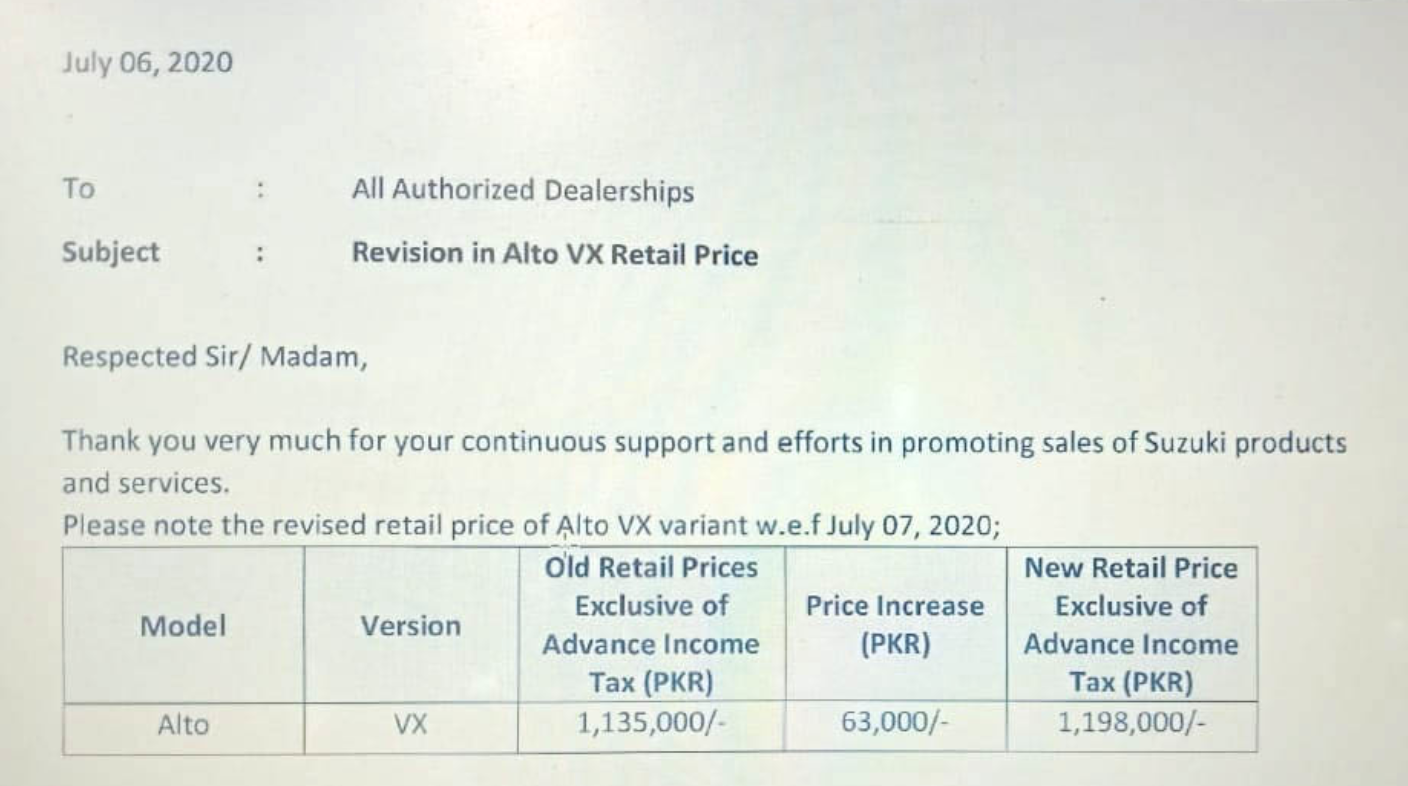 July 06, 2020
To : All Authorized Dealerships
Subject : Revision in Alto VX Retail Price
Respected Sir/ Madam,
Thank you very much for your continuous support and efforts in promoting sales of Suzuki products
and services.
Please note the revised retail price of Alto VX variant w.e.f July 07, 2020;
Model Version Old Retail Prices Exclusive of Advance Income Tax (PKR) Price Increase (PKR) New Retail Price Exclusive of Advance Income Tax (PKR)
Alto VX 1,135,000/- 63,000/- 1,198,000/-